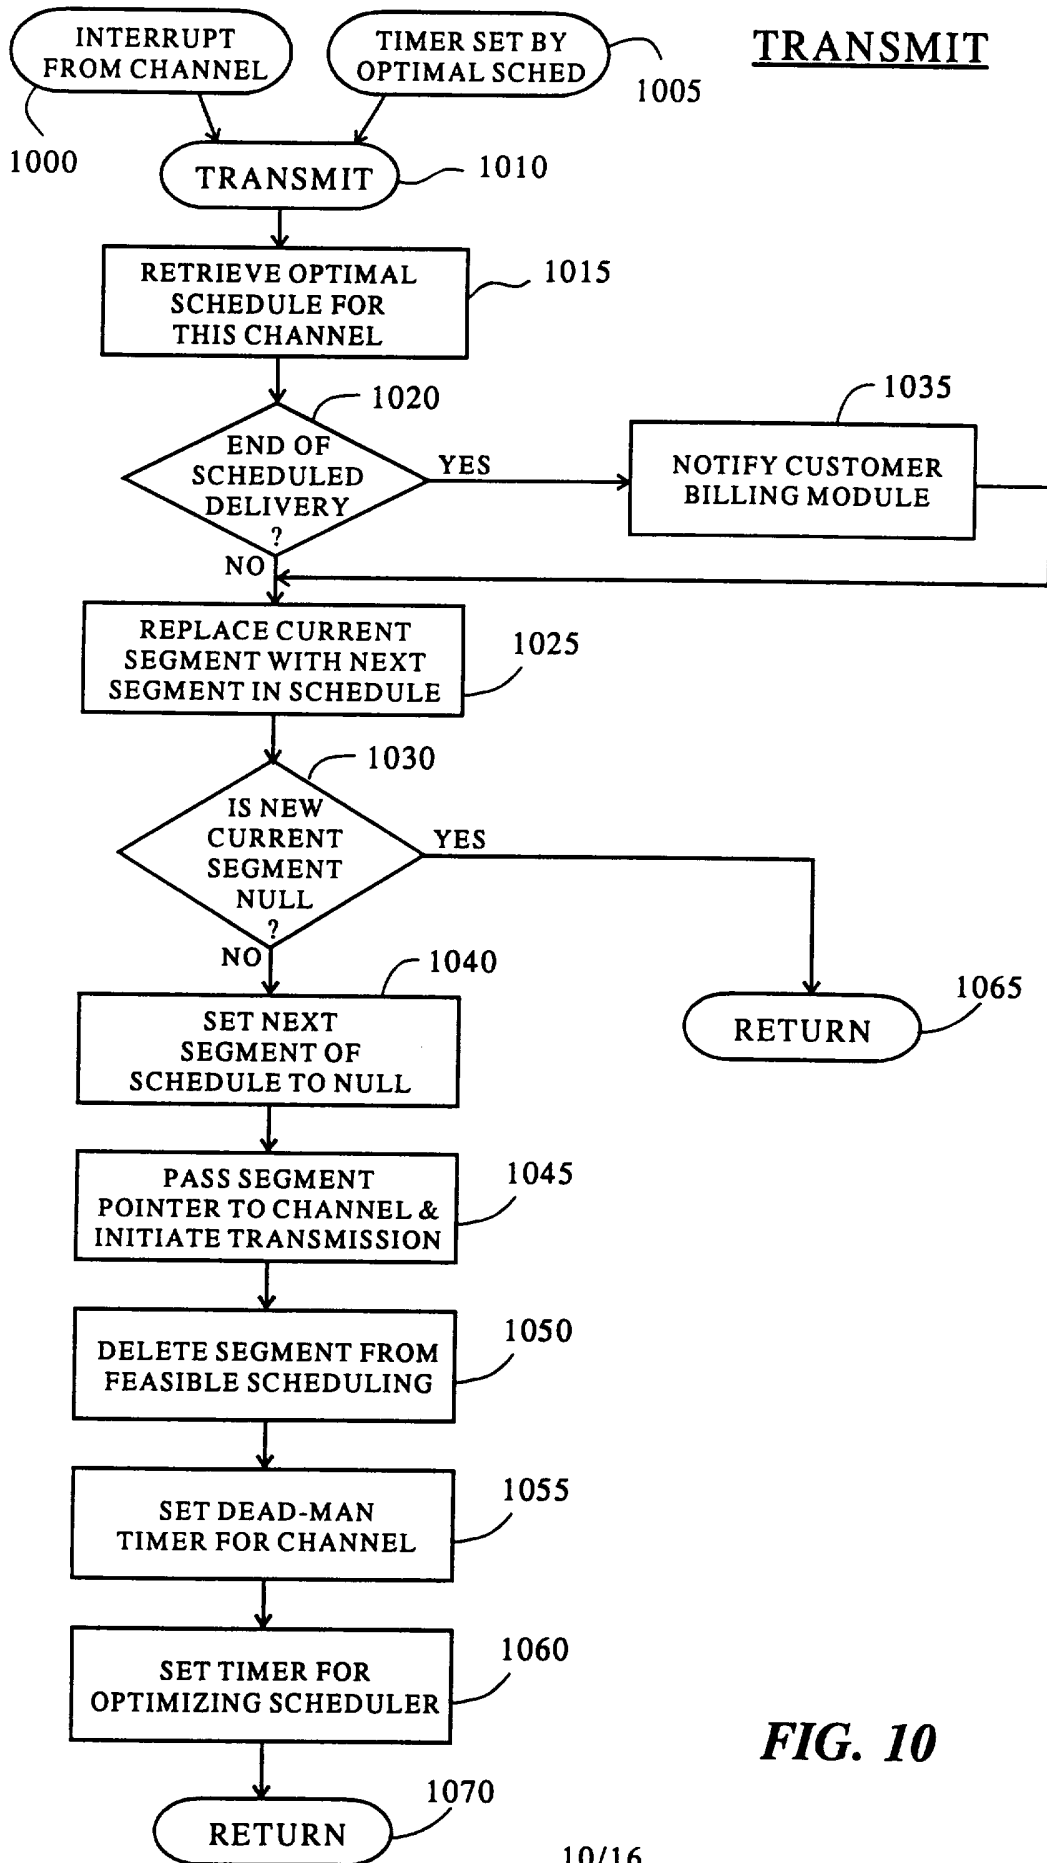 INTERRUPT
FROM CHANNEL
TIMER SET BY
OPTIMAL SCHED
TRANSMIT
1005
1000
TRANSMIT
1010
RETRIEVE OPTIMAL
SCHEDULE FOR
THIS CHANNEL
1015
1020
1035
END OF
SCHEDULED
DELIVERY
?
YES
NOTIFY CUSTOMER
BILLING MODULE
NO
REPLACE CURRENT
SEGMENT WITH NEXT
SEGMENT IN SCHEDULE
1025
1030
IS NEW
CURRENT
SEGMENT
NULL
?
YES
NO
1040
SET NEXT
SEGMENT OF
SCHEDULE TO NULL
RETURN
1065
PASS SEGMENT
POINTER TO CHANNEL &
INITIATE TRANSMISSION
1045
DELETE SEGMENT FROM
FEASIBLE SCHEDULING
1050
SET DEAD-MAN
TIMER FOR CHANNEL
1055
SET TIMER FOR
OPTIMIZING SCHEDULER
1060
FIG. 10
RETURN
1070
10/16